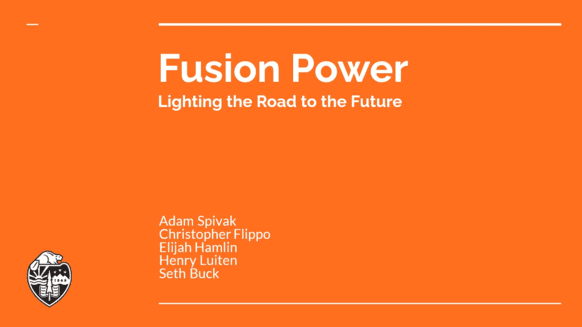 Fusion Power
Lighting the Road to the Future
Adam Spivak
Christopher Flippo
Elijah Hamlin
Henry Luiten
Seth Buck